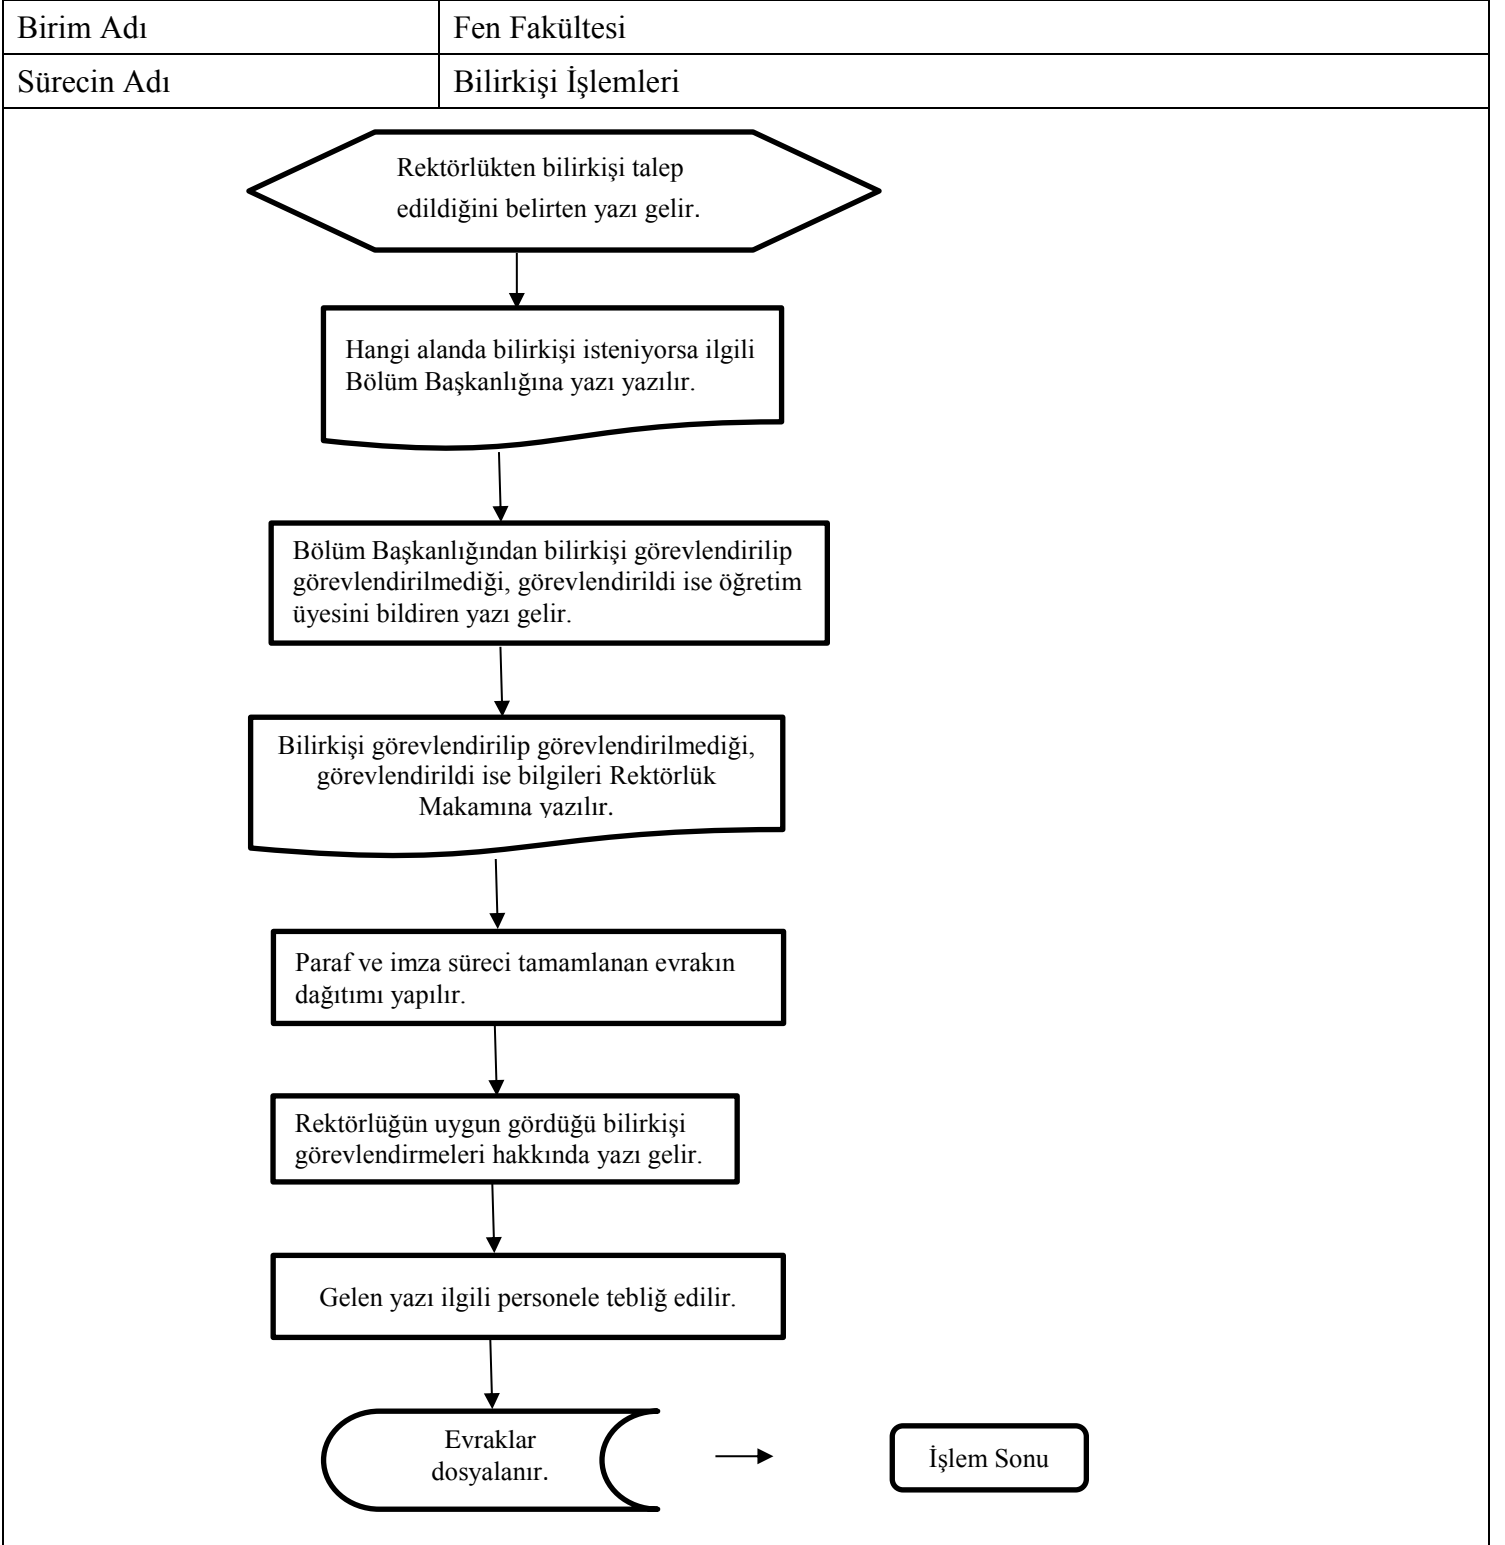 Birim Adı
Fen Fakültesi
Sürecin Adı
Bilirkişi İşlemleri
Rektörlükten bilirkişi talep
edildiğini belirten yazı gelir.
Hangi alanda bilirkişi isteniyorsa ilgili
Bölüm Başkanlığına yazı yazılır.
Bölüm Başkanlığından bilirkişi görevlendirilip
görevlendirilmediği, görevlendirildi ise öğretim
üyesini bildiren yazı gelir.
Bilirkişi görevlendirilip görevlendirilmediği,
görevlendirildi ise bilgileri Rektörlük
Makamına yazılır.
Paraf ve imza süreci tamamlanan evrakın
dağıtımı yapılır.
Rektörlüğün uygun gördüğü bilirkişi
görevlendirmeleri hakkında yazı gelir.
Gelen yazı ilgili personele tebliğ edilir.
Evraklar
dosyalanır.
İşlem Sonu